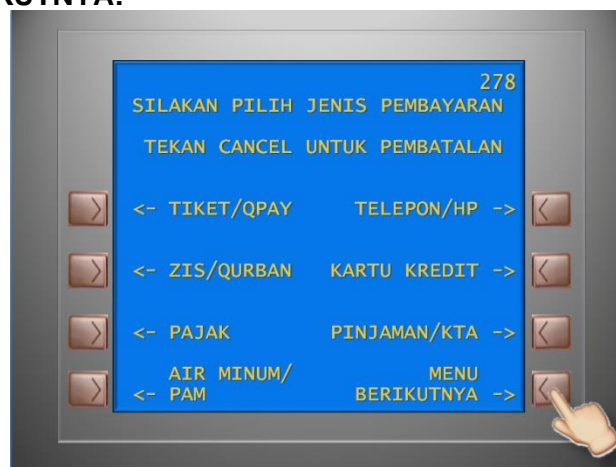 278
SILAKAN PILIH JENIS PEMBAYARAN
TEKAN CANCEL UNTUK PEMBATALAN
<- TIKET/QPAY TELEPON/HP ->
<- ZIS/QURBAN KARTU KREDIT ->
<- PAJAK PINJAMAN/KTA ->
AIR MINUM/ MENU
<- PAM BERIKUTNYA ->